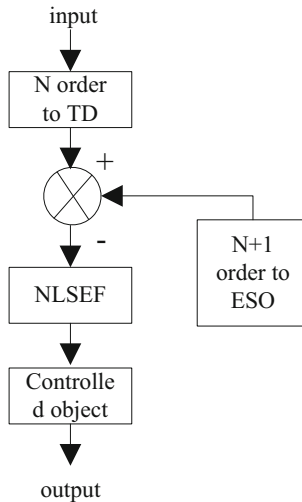 input
N order
to TD
+
-
N+1
order to
ESO
NLSEF
Controlle
d object
output